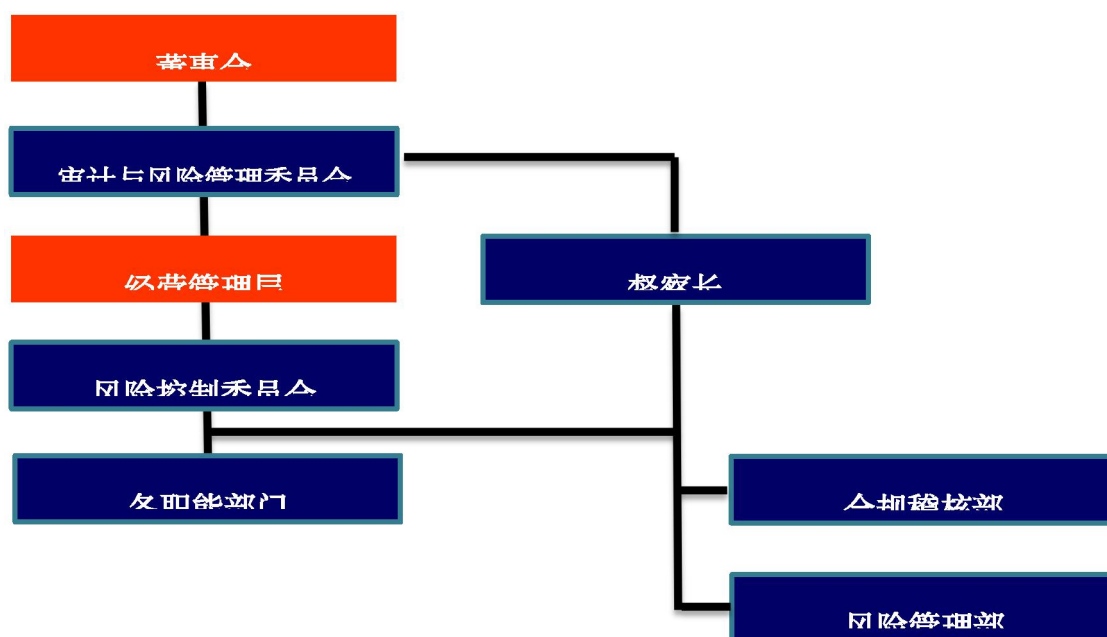 董事会
审计与风险管理委员会
经营管理层
督察长
风险控制委员会
各职能部门
合规稽核部
风险管理部